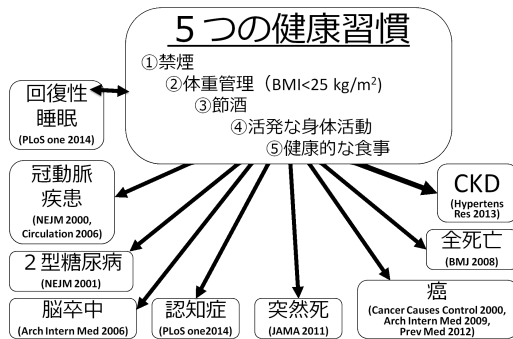 ５つの健康習慣
①禁煙
②体重管理（BMI<25 kg/m²)
③節酒
④活発な身体活動
⑤健康的な食事
回復性
睡眠
(PLoS one 2014)
冠動脈
疾患
(NEJM 2000,
Circulation 2006)
２型糖尿病
(NEJM 2001)
脳卒中
(Arch Intern Med 2006)
認知症
(PLoS one2014)
突然死
(JAMA 2011)
癌
(Cancer Causes Control 2000,
Arch Intern Med 2009,
Prev Med 2012)
全死亡
(BMJ 2008)
CKD
(Hypertens
Res 2013)